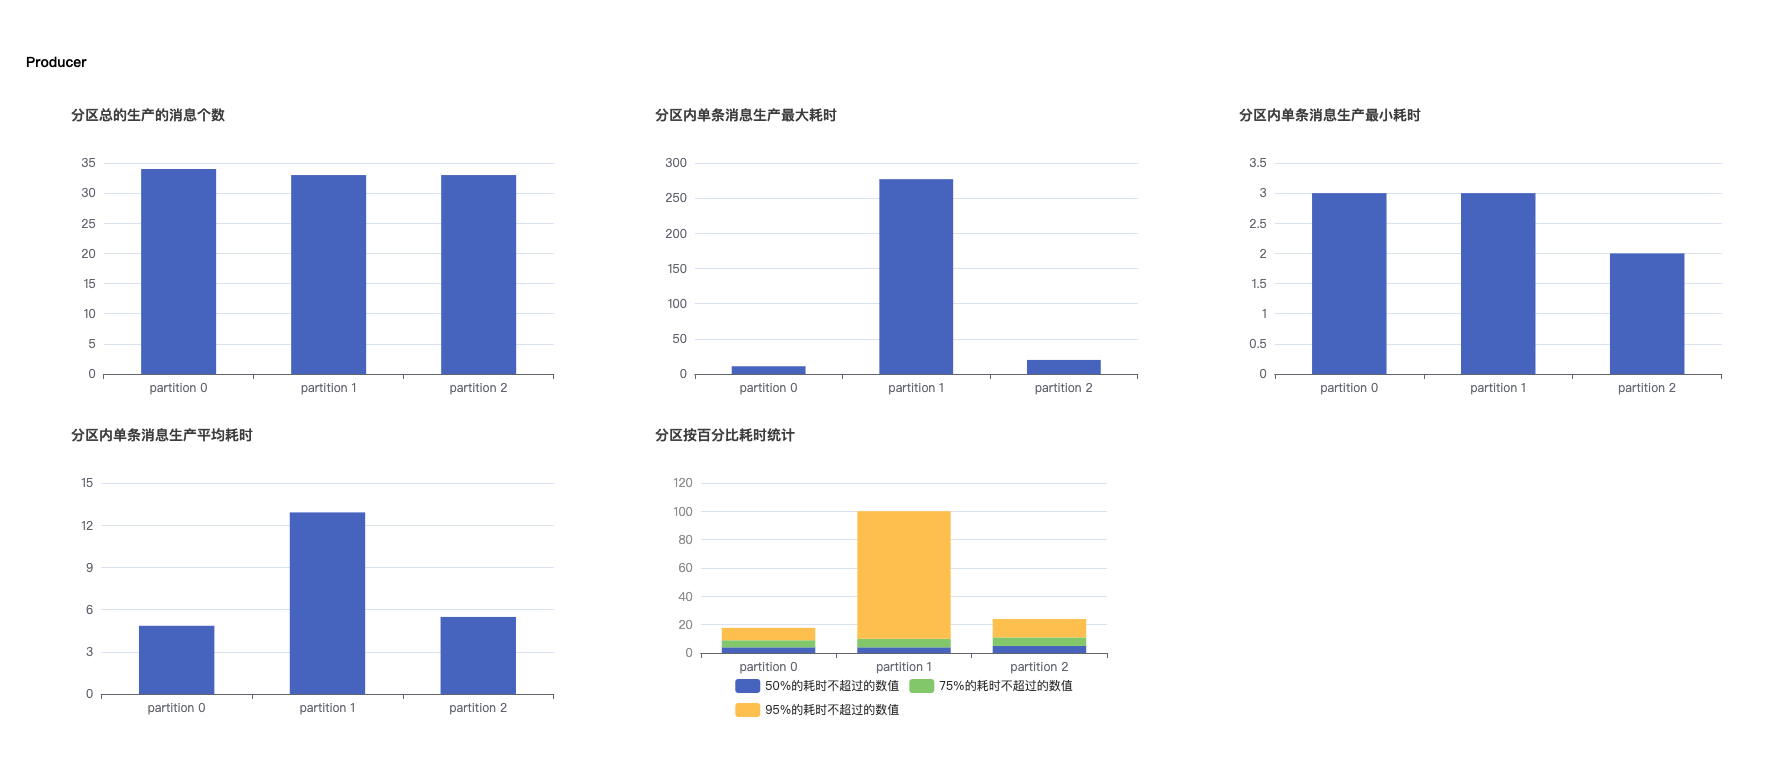 Producer
分区总的生产的消息个数
35
30
25
20
15
10
5
0
partition 0
partition 1
partition 2
分区内单条消息生产最大耗时
300
250
200
150
100
50
0
partition 0
partition 1
partition 2
分区内单条消息生产最小耗时
3.5
3
2.5
2
1.5
1
0.5
0
partition 0
partition 1
partition 2
分区内单条消息生产平均耗时
15
12
9
6
3
0
partition 0
partition 1
partition 2
分区按百分比耗时统计
120
100
80
60
40
20
0
partition 0
partition 1
partition 2
50%的耗时不超过的数值
75%的耗时不超过的数值
95%的耗时不超过的数值